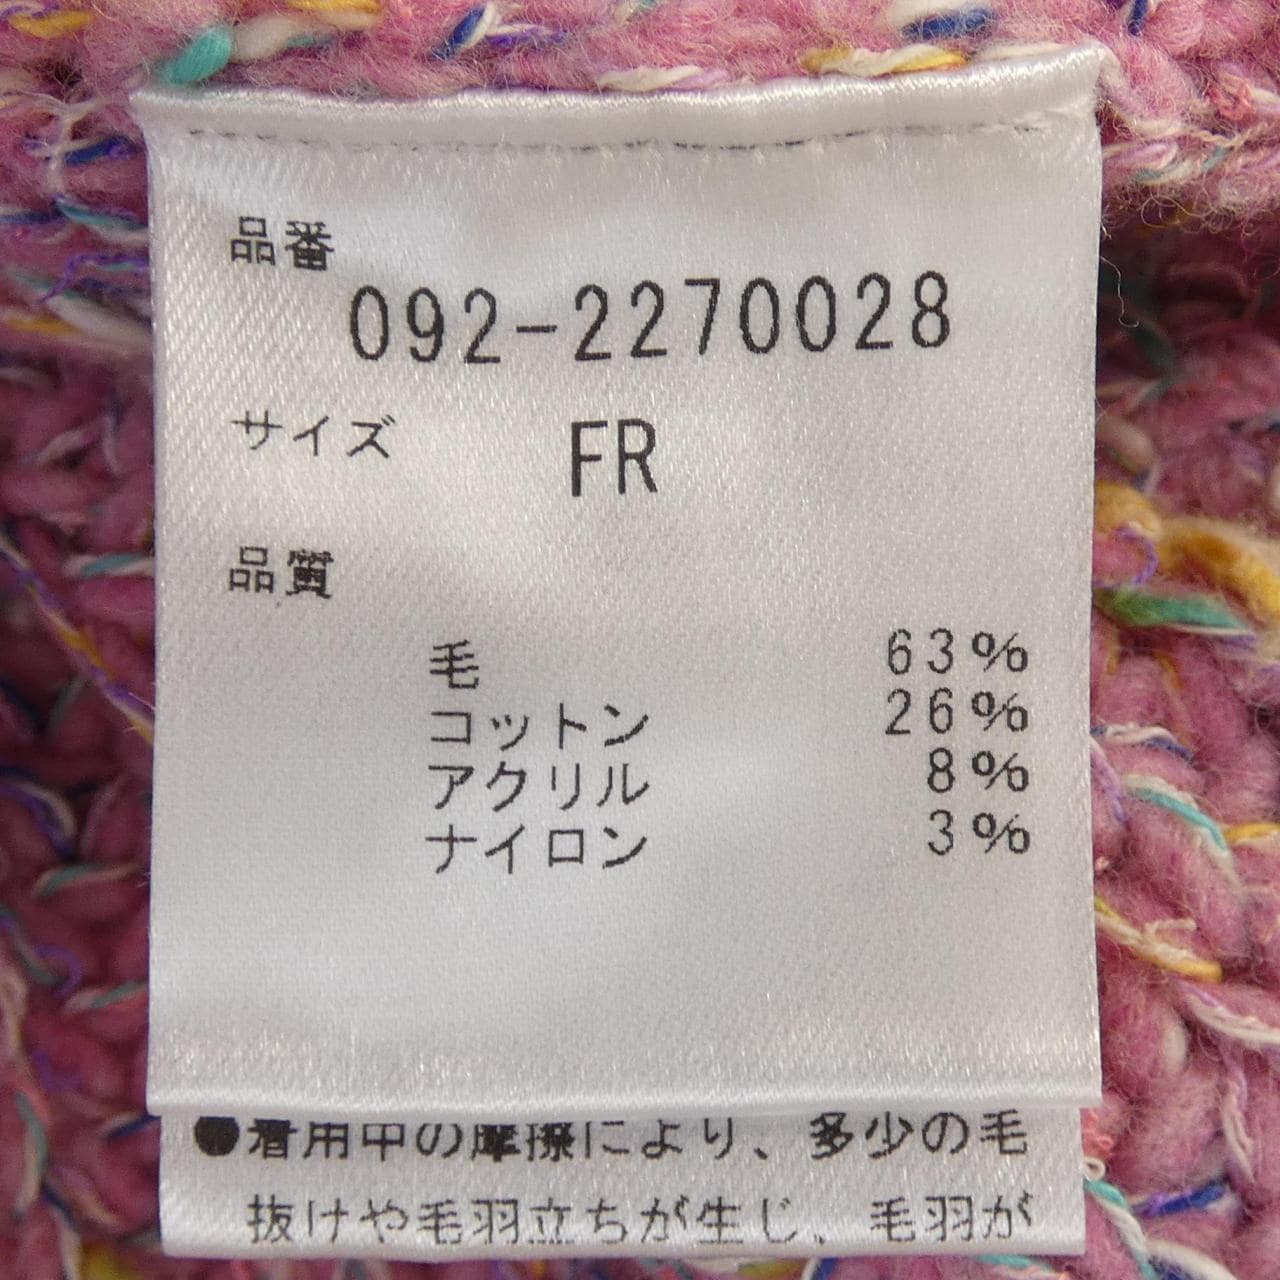 品番
092-2270028
サイズ FR
品質
毛 63%
コットン 26%
アクリル 8%
ナイロン 3%
●着用中の摩擦により、多少の毛
抜けや毛羽立ちが生じ、毛羽が